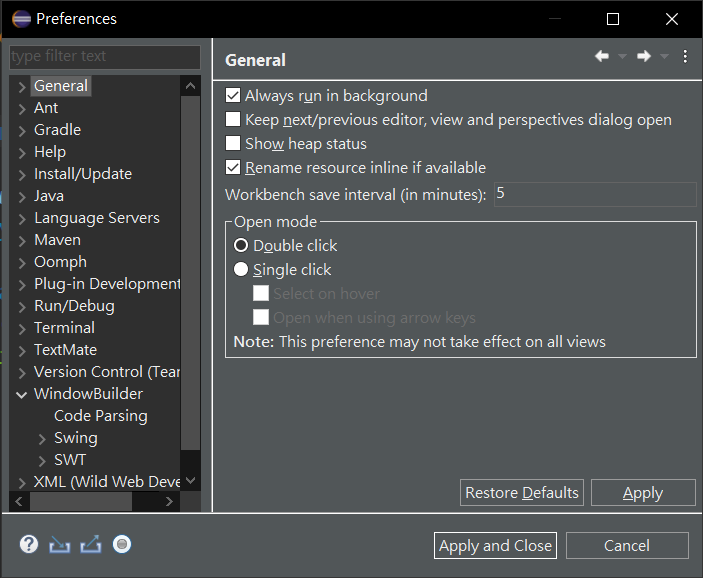 Preferences
type filter text
General
Ant
Gradle
Help
Install/Update
Java
Language Servers
Maven
Oomph
Plug-in Development
Run/Debug
Terminal
TextMate
Version Control (Tear
WindowBuilder
Code Parsing
Swing
SWT
XML (Wild Web Deve
General
Always run in background
Keep next/previous editor, view and perspectives dialog open
Show heap status
Rename resource inline if available
Workbench save interval (in minutes): 5
Open mode
Double click
Single click
Select on hover
Open when using arrow keys
Note: This preference may not take effect on all views
Restore Defaults Apply
? Apply and Close Cancel